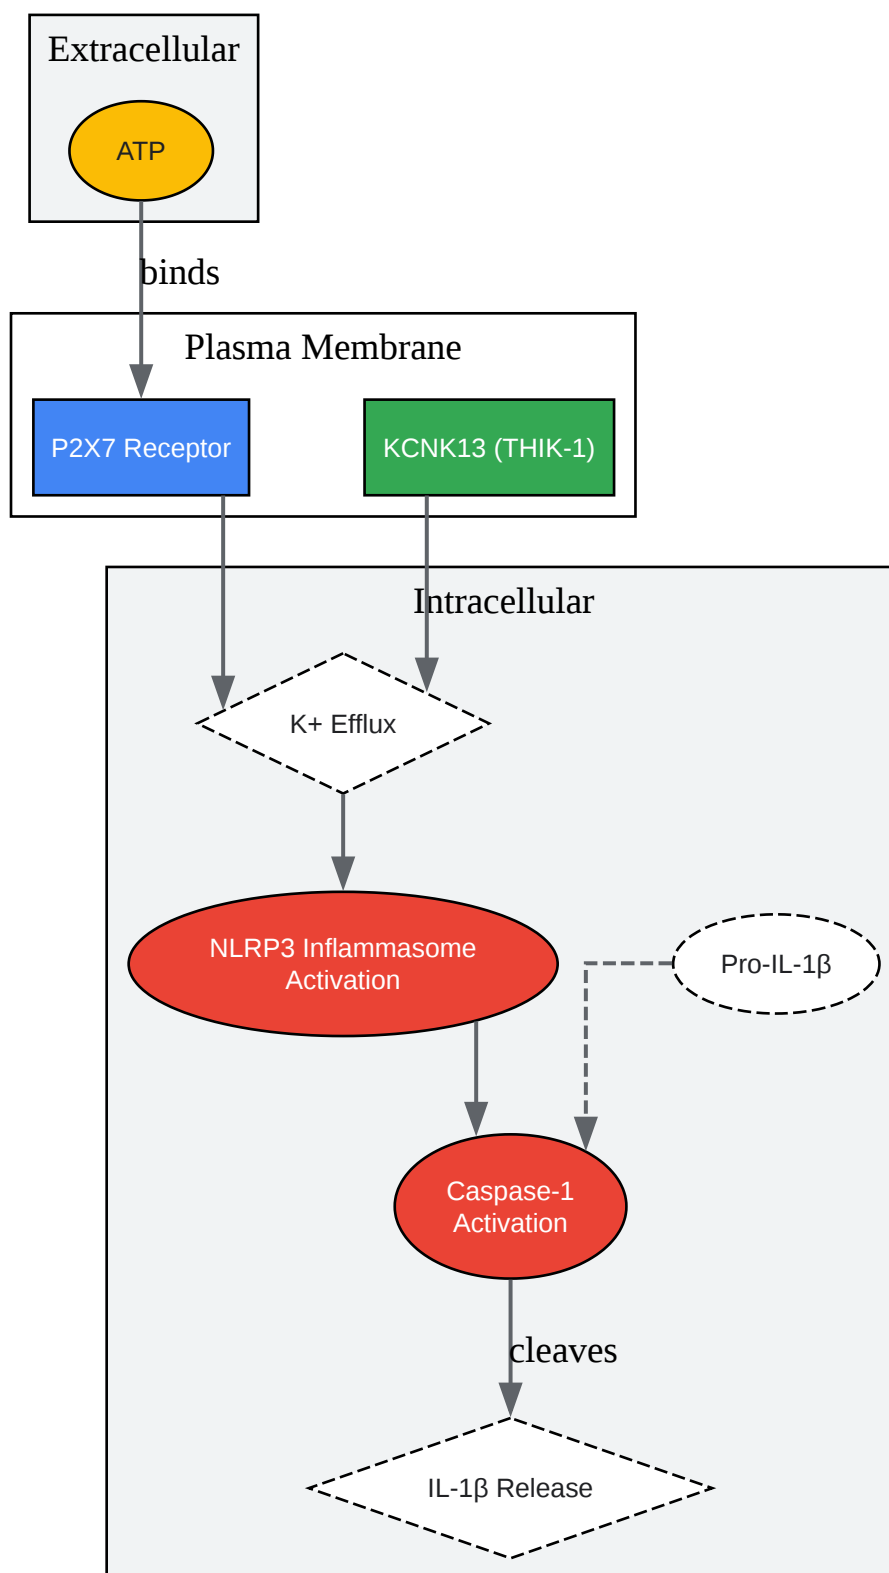 Extracellular
ATP
binds
Plasma Membrane
P2X7 Receptor
KCNK13 (THIK-1)
Intracellular
K+ Efflux
NLRP3 Inflammasome
Activation
Pro-IL-1β
Caspase-1
Activation
cleaves
IL-1β Release